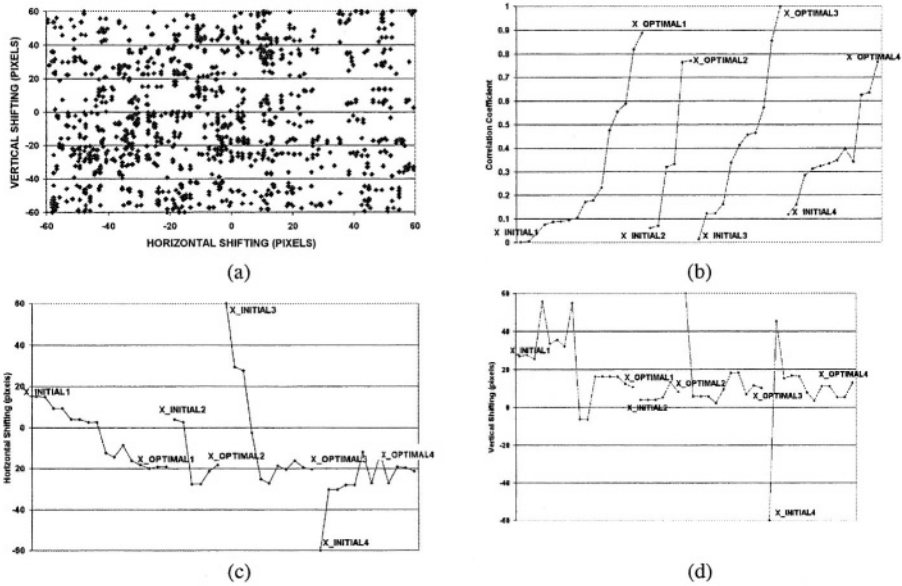 VERTICAL SHIFTING (PIXELS)
60
40
20
0
-20
-40
-60
-60 -40 -20 0 20 40 60
HORIZONTAL SHIFTING (PIXELS)
(a)
Correlation Coefficient
1
0.9
0.8
0.7
0.6
0.5
0.4
0.3
0.2
0.1
0
X_OPTIMAL1
X_OPTIMAL3
X_OPTIMAL2
X_OPTIMAL4
X_INITIAL1
X_INITIAL2
X_INITIAL3
X_INITIAL4
(b)
Horizontal Shifting (pixels)
60
40
20
0
20
-40
-60
X_INITIAL3
X_INITIAL1
X_INITIAL2
X_OPTIMAL1
X_OPTIMAL2
X_OPTIMAL3
X_OPTIMAL4
X_INITIAL4
(c)
Vertical Shifting (pixels)
60
40
20
0
-20
-40
-60
X_INITIAL1
X_OPTIMAL1
X_OPTIMAL2
X_OPTIMAL4
X_INITIAL2
X_OPTIMAL3
X_INITIAL4
(d)